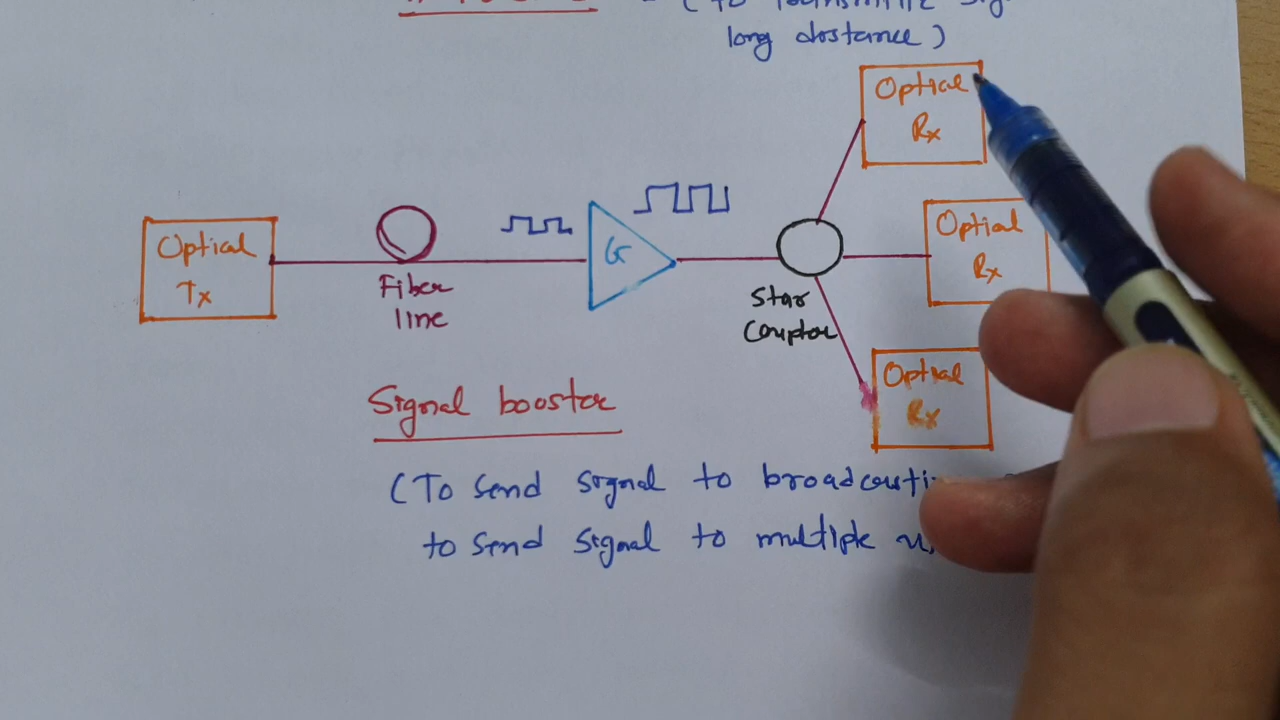 (To
long distance)
Optical
Rx
Optical
Tx
Fiber
line
G
Star
Coupler
Optical
Rx
Optical
Rx
Signal booster
(To send signal to
to send signal to multiple